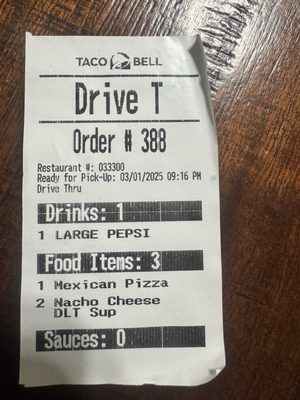 TACO BELL
Drive T
Order # 388
Restaurant #: 033300
Ready for Pick-Up: 03/01/2025 09:16 PM
Drive Thru
Drinks: 1
1 LARGE PEPSI
Food Items: 3
1 Mexican Pizza
2 Nacho Cheese
DLT Sup
Sauces: 0